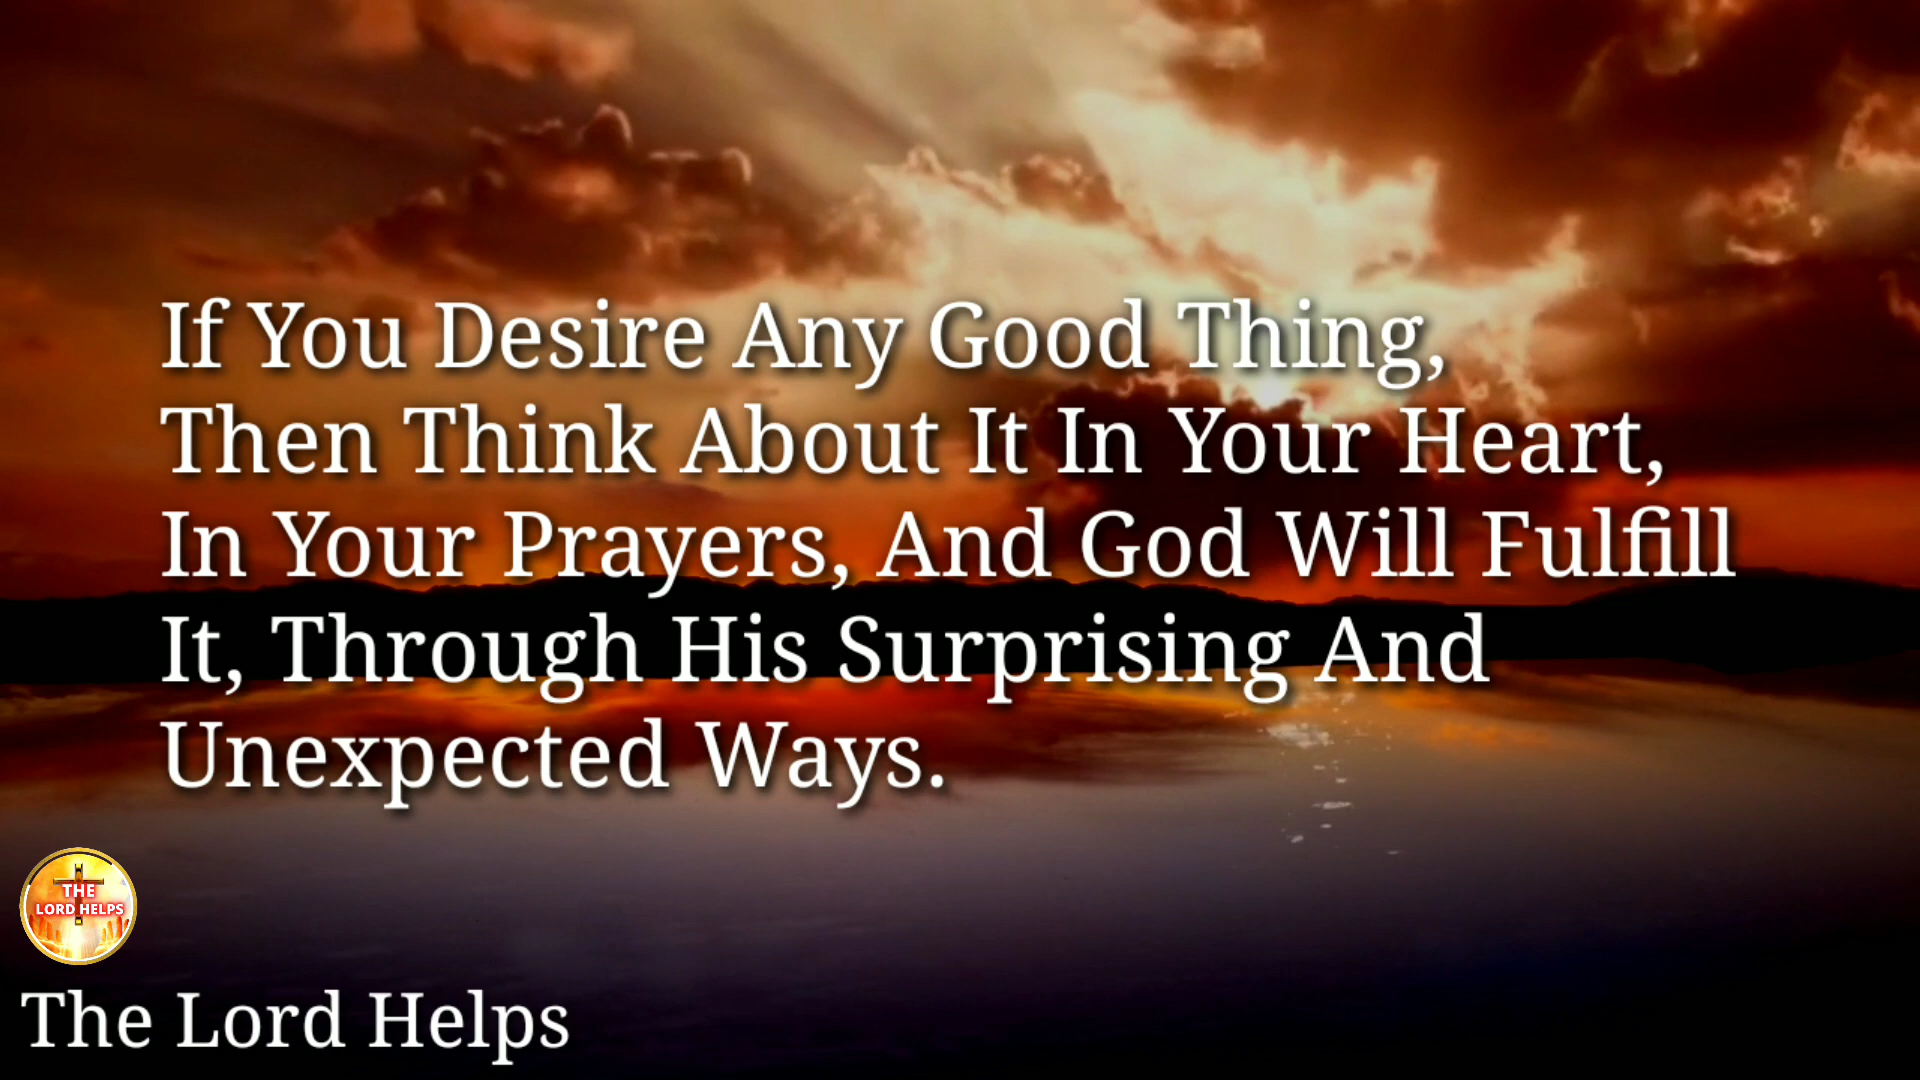 If You Desire Any Good Thing,
Then Think About It In Your Heart,
In Your Prayers, And God Will Fulfill
It, Through His Surprising And
Unexpected Ways.
THE
LORD HELPS
The Lord Helps